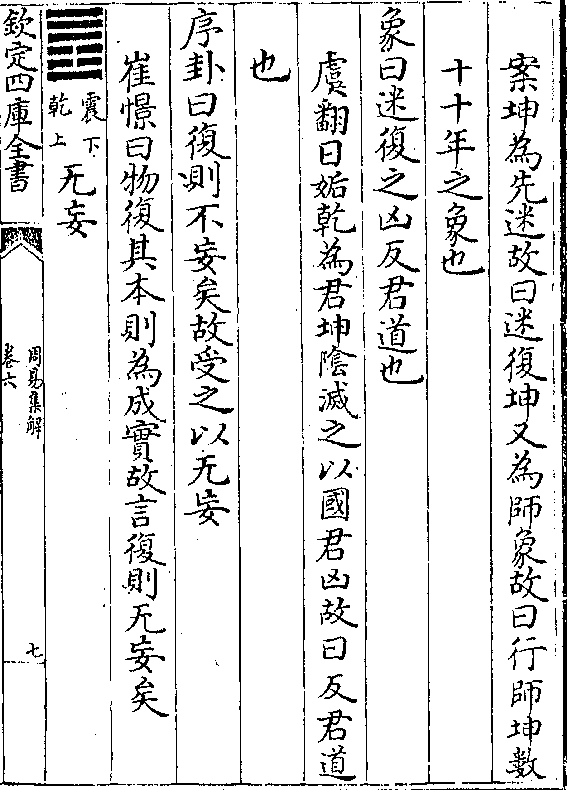 案坤為先迷故曰迷復坤又為師象故曰行師坤數
十十年之象也
象曰迷復之凶反君道也
虞翻曰姤乾為君坤陰滅之以國君凶故曰反君道
也
序卦曰復則不妄矣故受之以无妄
崔憬曰物復其本則為成實故言復則无妄矣
震下
乾上
无妄
欽定四庫全書
周易集解
卷六
七